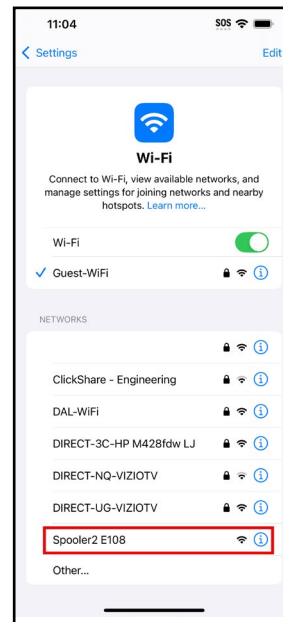 11:04
SOS
Settings
Edit
Wi-Fi
Connect to Wi-Fi, view available networks, and
manage settings for joining networks and nearby
hotspots. Learn more...
Wi-Fi
Guest-WiFi
NETWORKS
ClickShare - Engineering
DAL-WiFi
DIRECT-3C-HP M428fdw LJ
DIRECT-NQ-VIZIOTV
DIRECT-UG-VIZIOTV
Spooler2 E108
Other...